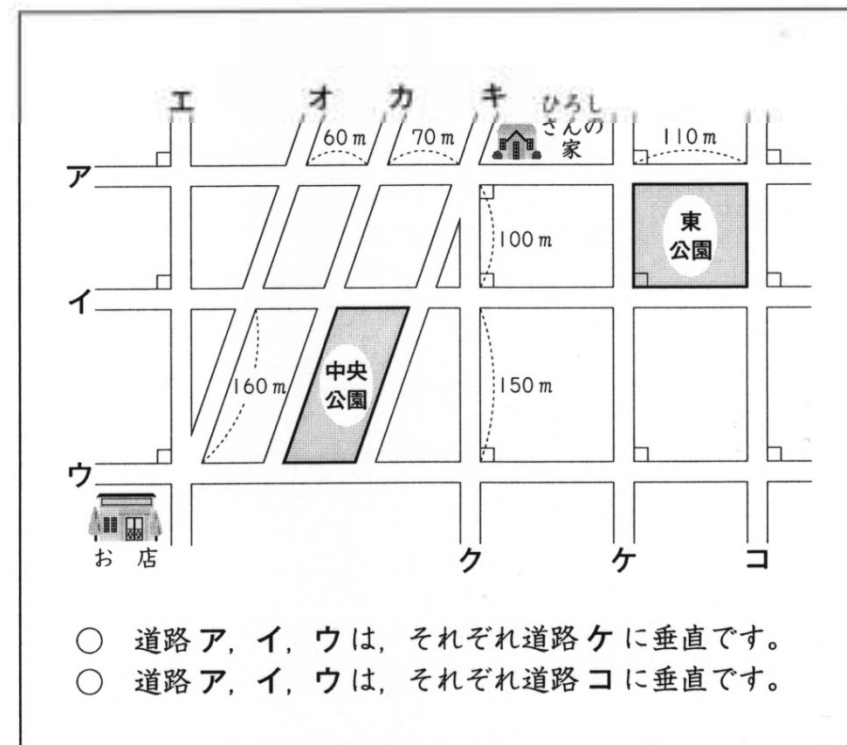 エ オ カ キ ひろし
さんの
家
60m 70m 110m
ア
100m
東
公園
イ
中央
公園
160m 150m
ウ
お店
ク ケ コ
○ 道路ア，イ，ウは，それぞれ道路ケに垂直です。
○ 道路ア，イ，ウは，それぞれ道路コに垂直です。